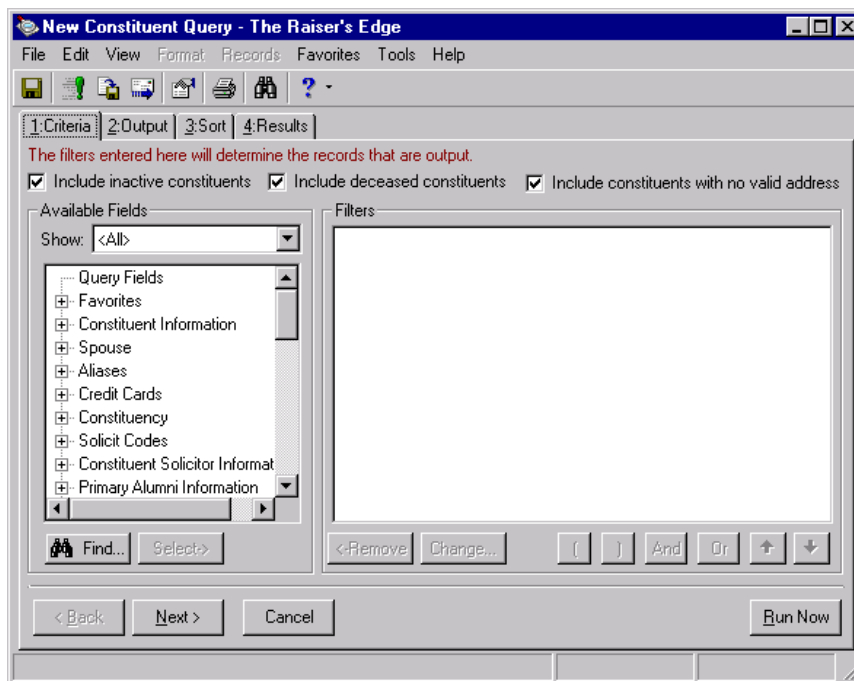 New Constituent Query - The Raiser's Edge
File Edit View Format Records Favorites Tools Help
1:Criteria 2:Output 3:Sort 4:Results
The filters entered here will determine the records that are output.
Include inactive constituents Include deceased constituents Include constituents with no valid address
Available Fields
Show: <All>
Query Fields
Favorites
Constituent Information
Spouse
Aliases
Credit Cards
Constituency
Solicit Codes
Constituent Solicitor Informat
Primary Alumni Information
Find... Select->
Filters
<-Remove Change... ( ) And Or
< Back Next > Cancel Run Now